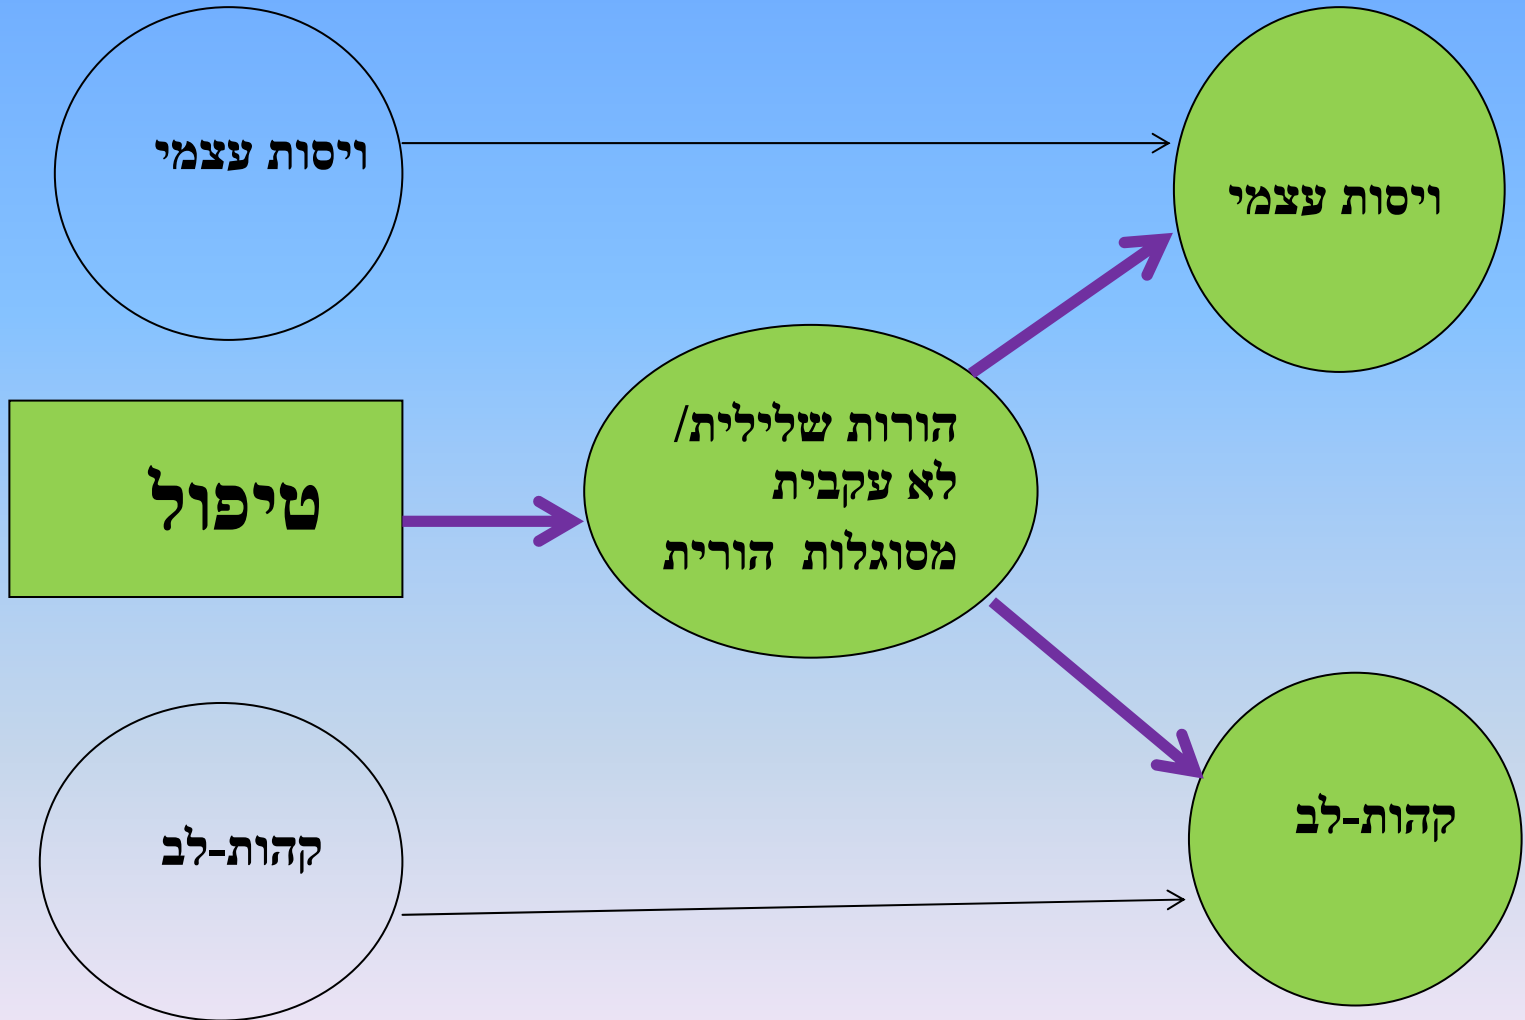 ויסות עצמי
ויסות עצמי
טיפול
הורות שלילית/
לא עקבית
מסוגלות הורית
קהות-לב
קהות-לב